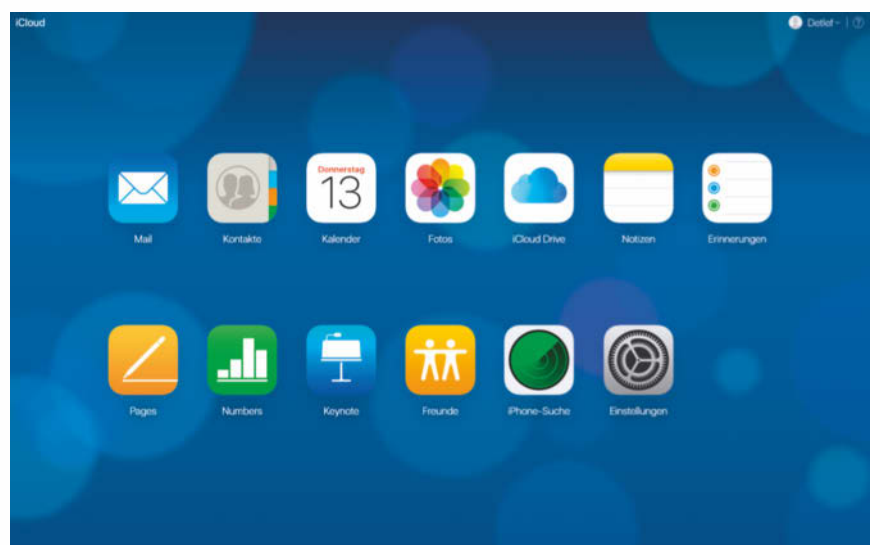 iCloud
Detlef
Donnerstag
13
Mail
Kontakte
Kalender
Fotos
iCloud Drive
Notizen
Erinnerungen
Pages
Numbers
Keynote
Freunde
iPhone-Suche
Einstellungen